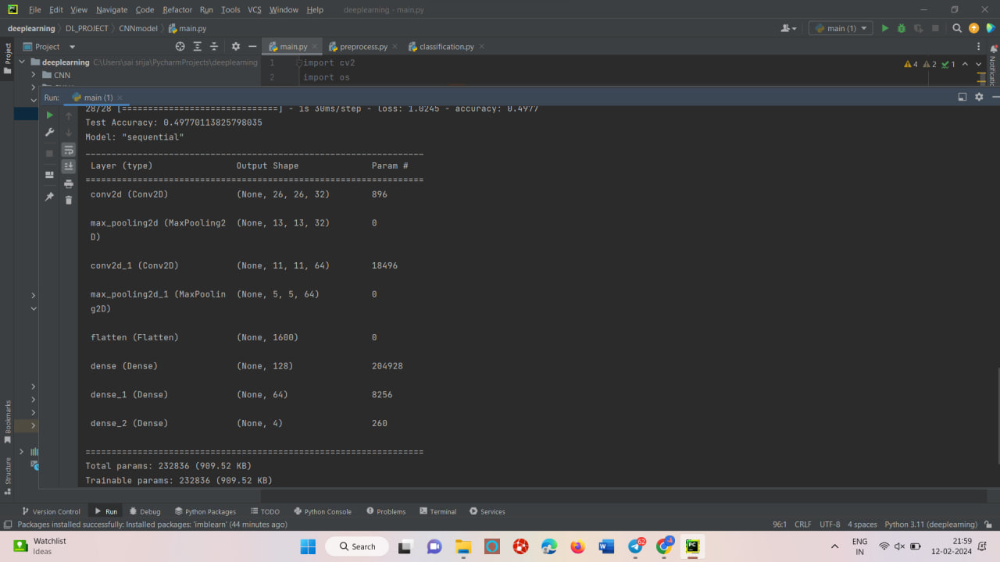 File Edit View Navigate Code Refactor Run Tools VCS Window Help deeplearning - main.py
deeplearning DL_PROJECT CNNmodel main.py main (1)
Project main.py preprocess.py classification.py
Project
deeplearning C:\Users\sai srija\PycharmProjects\deeplearning 1 import cv2 4 2 1
CNN 2 import os
Run: main (1)
28/28 [==============================] - 1s 30ms/step - loss: 1.0245 - accuracy: 0.4977
Test Accuracy: 0.49770113825798035
Model: "sequential"
_________________________________________________________________
Layer (type) Output Shape Param #
=================================================================
conv2d (Conv2D) (None, 26, 26, 32) 896
max_pooling2d (MaxPooling2 (None, 13, 13, 32) 0
D)
conv2d_1 (Conv2D) (None, 11, 11, 64) 18496
max_pooling2d_1 (MaxPoolin (None, 5, 5, 64) 0
g2D)
flatten (Flatten) (None, 1600) 0
dense (Dense) (None, 128) 204928
dense_1 (Dense) (None, 64) 8256
dense_2 (Dense) (None, 4) 260
=================================================================
Total params: 232836 (909.52 KB)
Trainable params: 232836 (909.52 KB)
Bookmarks
Structure
Version Control Run Debug Python Packages TODO Python Console Problems Terminal Services
Packages installed successfully: Installed packages: 'imblearn' (44 minutes ago) 96:1 CRLF UTF-8 4 spaces Python 3.11 (deeplearning)
Watchlist
Ideas
Search
62
ENG
IN
21:59
12-02-2024